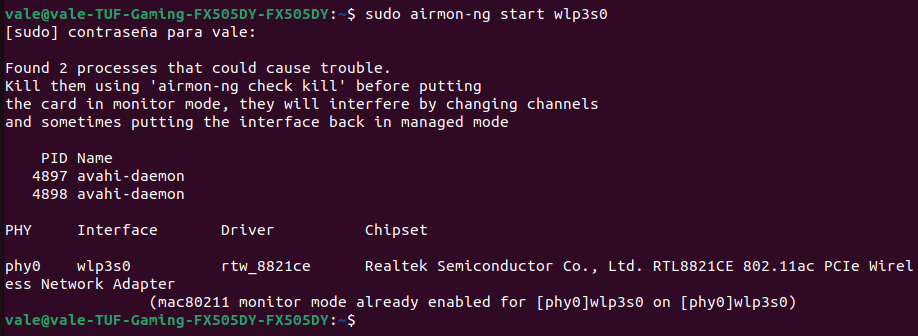 vale@vale-TUF-Gaming-FX505DY-FX505DY:~$ sudo airmon-ng start wlp3s0
[sudo] contraseña para vale:
Found 2 processes that could cause trouble.
Kill them using 'airmon-ng check kill' before putting
the card in monitor mode, they will interfere by changing channels
and sometimes putting the interface back in managed mode
PID Name
4897 avahi-daemon
4898 avahi-daemon
PHY Interface Driver Chipset
phy0 wlp3s0 rtw_8821ce Realtek Semiconductor Co., Ltd. RTL8821CE 802.11ac PCIe Wirel
ess Network Adapter
(mac80211 monitor mode already enabled for [phy0]wlp3s0 on [phy0]wlp3s0)
vale@vale-TUF-Gaming-FX505DY-FX505DY:~$